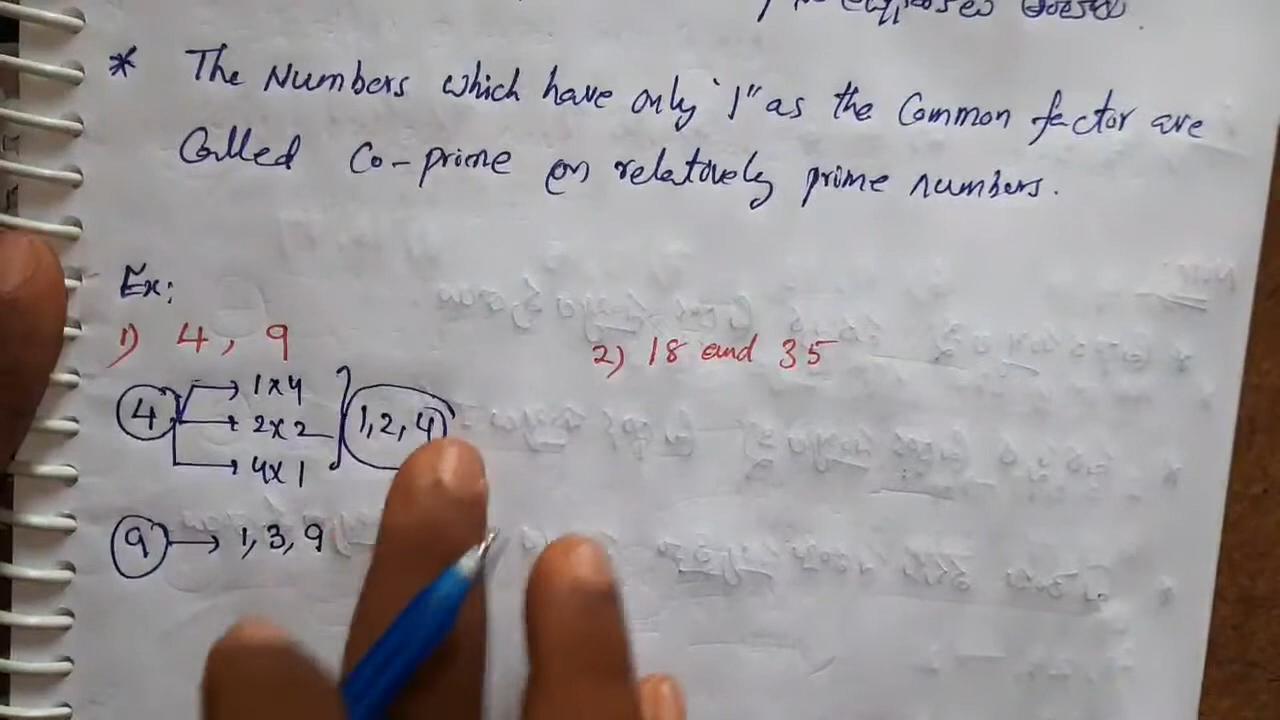 * The Numbers which have only "1" as the Common factor are
Called Co-prime (or) relatively prime numbers.
Ex:
1) 4, 9
2) 18 and 35
4 → 1x4
→ 2x2
→ 4x1
1, 2, 4
9 → 1, 3, 9